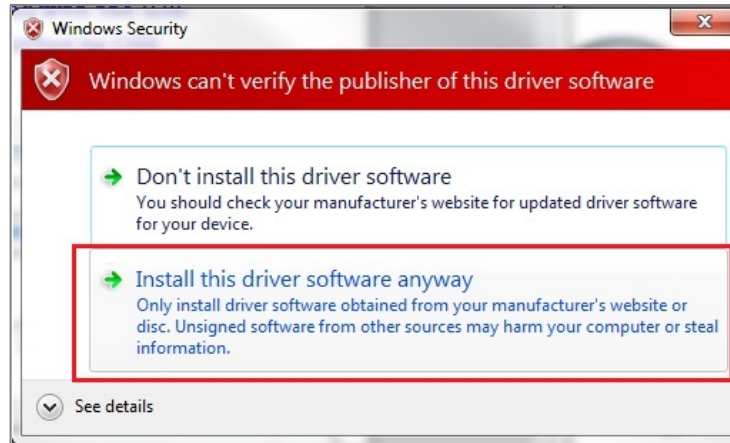 Windows Security
Windows can't verify the publisher of this driver software
Don't install this driver software
You should check your manufacturer's website for updated driver software
for your device.
Install this driver software anyway
Only install driver software obtained from your manufacturer's website or
disc. Unsigned software from other sources may harm your computer or steal
information.
See details